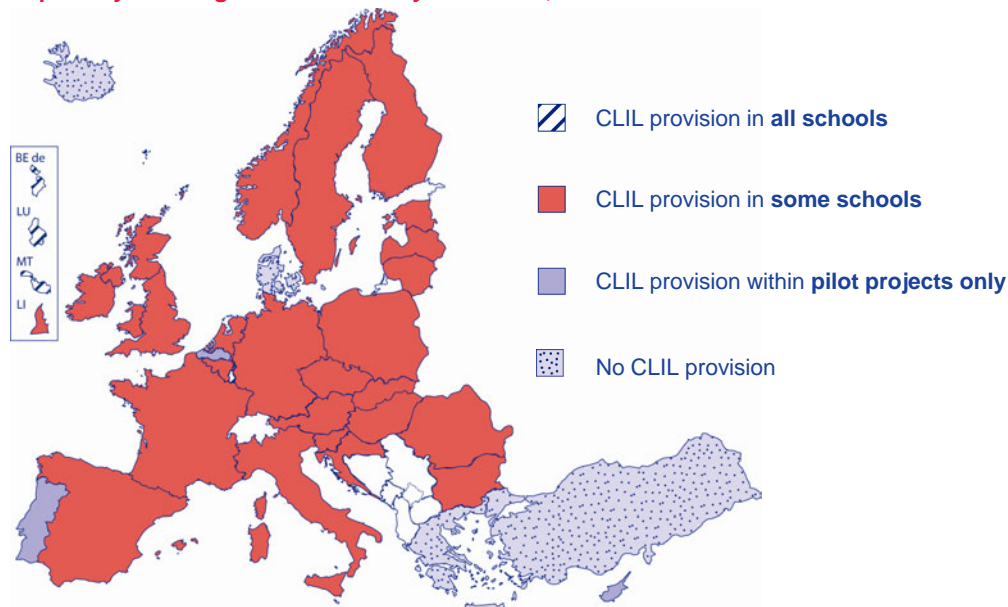 CLIL provision in all schools
BE de
LU
CLIL provision in some schools
MT
CLIL provision within pilot projects only
LI
No CLIL provision